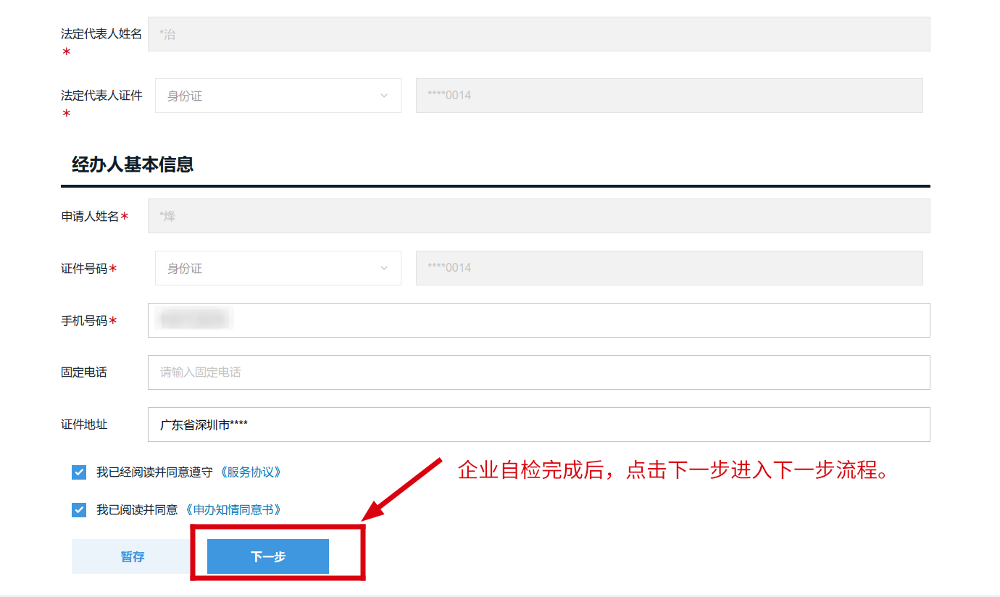 法定代表人姓名 *治
*
法定代表人证件 身份证 ****0014
*
经办人基本信息
申请人姓名* *烽
证件号码* 身份证 ****0014
手机号码*
固定电话 请输入固定电话
证件地址 广东省深圳市****
我已经阅读并同意遵守 《服务协议》
企业自检完成后，点击下一步进入下一步流程。
我已阅读并同意 《申办知情同意书》
暂存 下一步